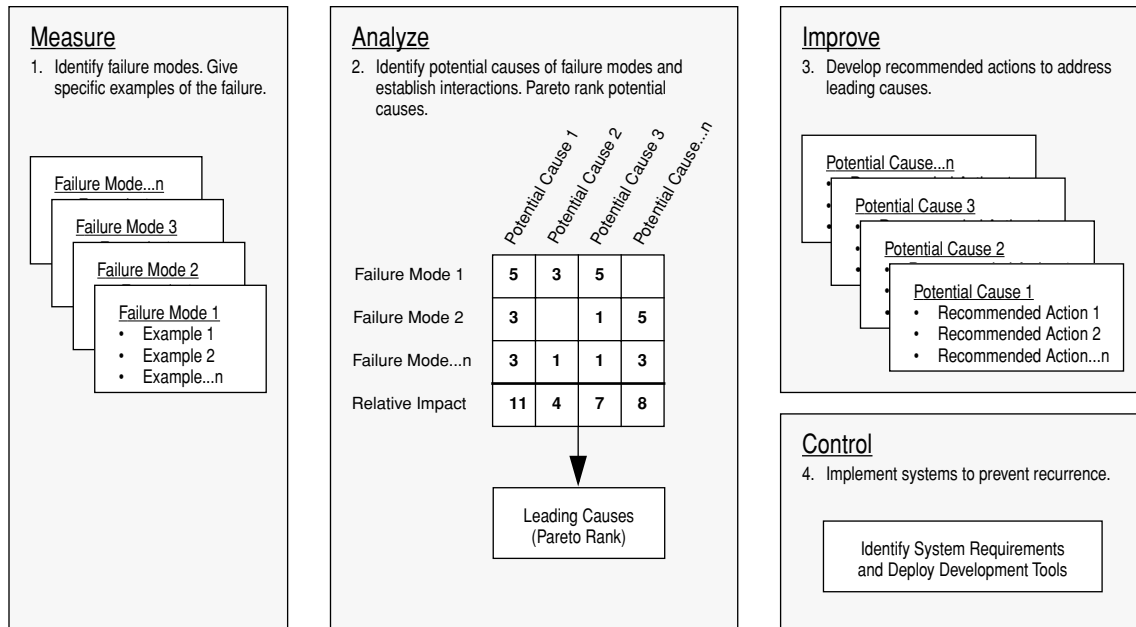 Measure
1. Identify failure modes. Give
specific examples of the failure.
Failure Mode...n
Failure Mode 3
Failure Mode 2
Failure Mode 1
• Example 1
• Example 2
• Example...n
Analyze
2. Identify potential causes of failure modes and
establish interactions. Pareto rank potential
causes.
Potential Cause 1
Potential Cause 2
Potential Cause 3
Potential Cause...n
Failure Mode 1 5 3 5
Failure Mode 2 3 1 5
Failure Mode...n 3 1 1 3
Relative Impact 11 4 7 8
Leading Causes
(Pareto Rank)
Improve
3. Develop recommended actions to address
leading causes.
Potential Cause...n
Potential Cause 3
Potential Cause 2
Potential Cause 1
• Recommended Action 1
• Recommended Action 2
• Recommended Action...n
Control
4. Implement systems to prevent recurrence.
Identify System Requirements
and Deploy Development Tools